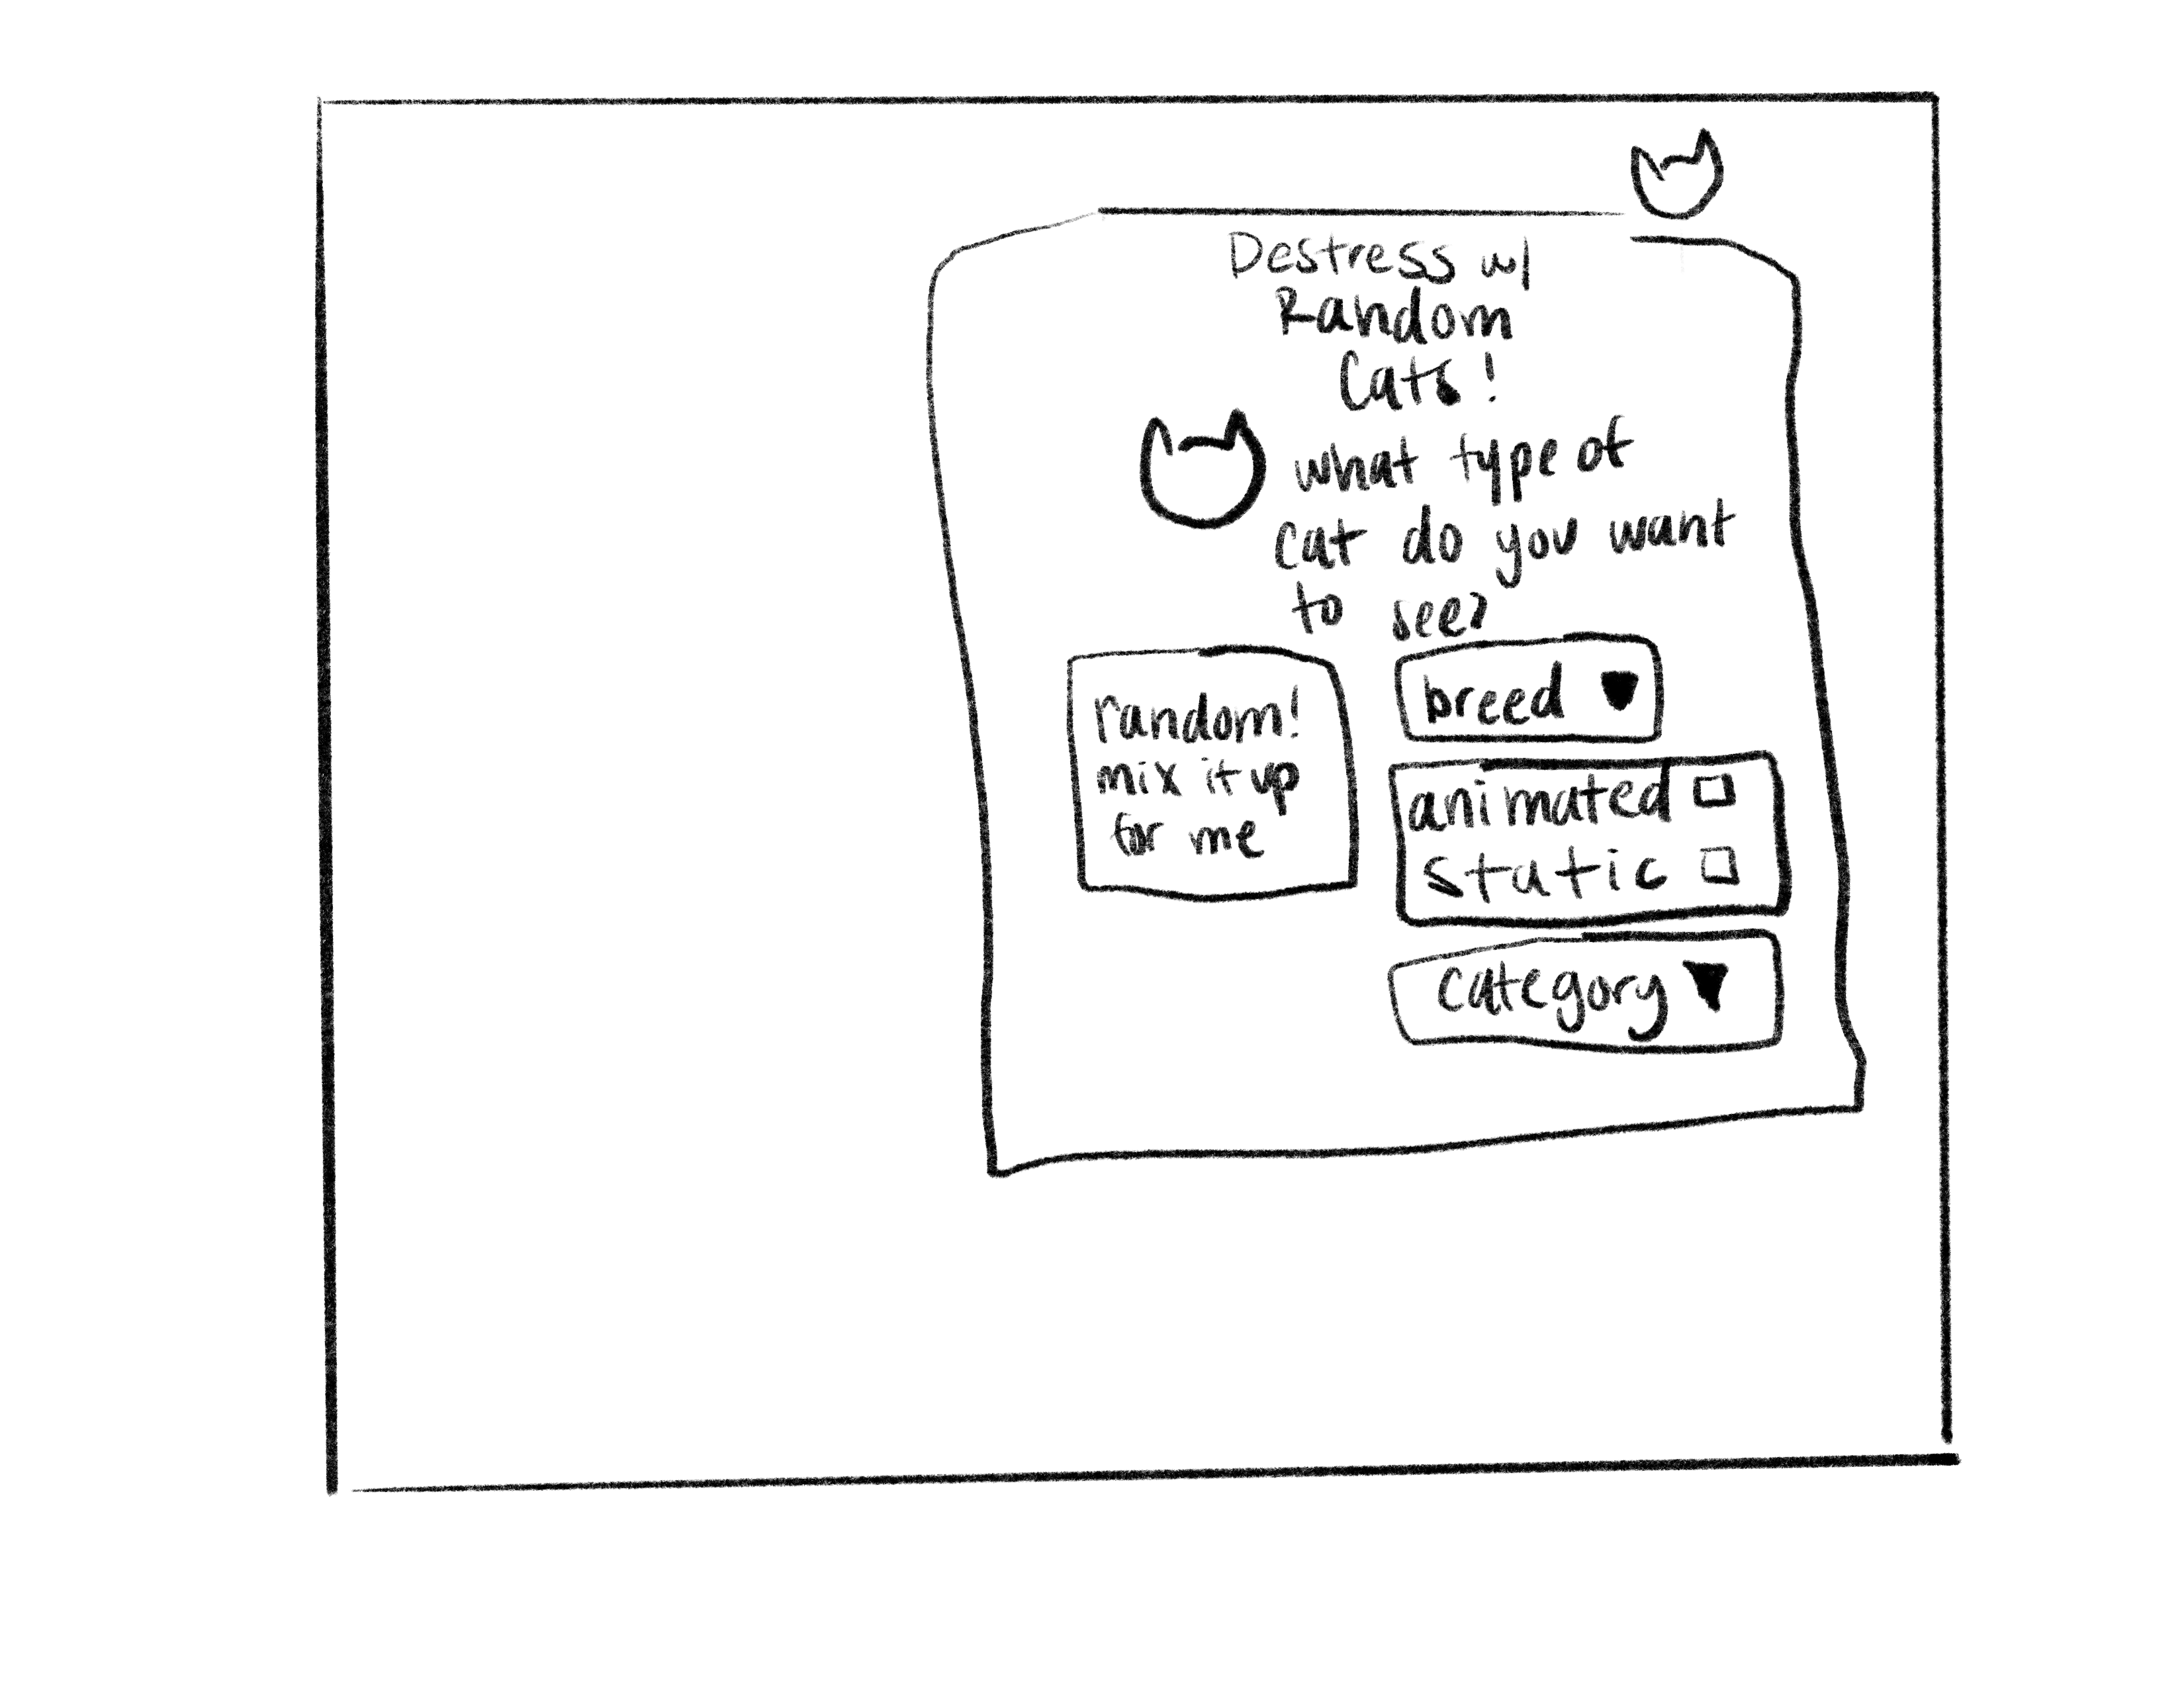 Destress w/
Random
Cats!
what type of
cat do you want
to see?
random!
mix it up
for me
breed
animated
static
category